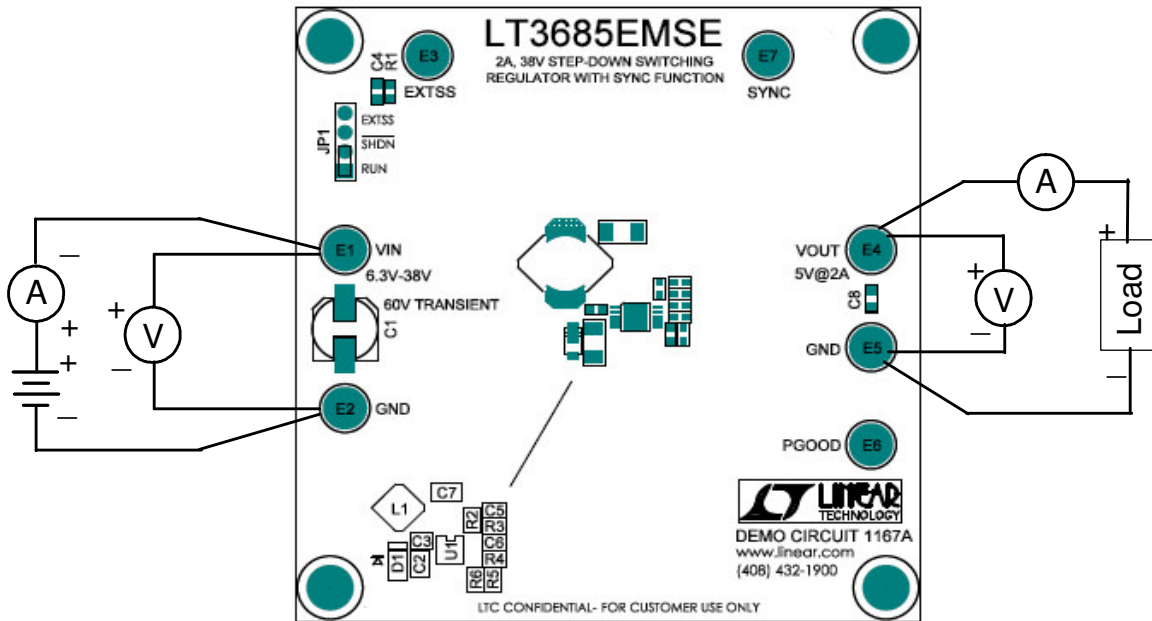 LT3685EMSE
2A, 38V STEP-DOWN SWITCHING
REGULATOR WITH SYNC FUNCTION
E3
EXTSS
E7
SYNC
C4
R1
JP1
EXTSS
SHDN
RUN
E1
VIN
6.3V-38V
60V TRANSIENT
C1
E2
GND
A
–
+
+
–
+
V
–
VOUT
E4
5V@2A
C8
GND
E5
PGOOD
E6
A
+
V
–
+
Load
–
L1
C7
R2
C5
R3
C6
R4
C3
U1
D1
C2
R6
R5
LINEAR
TECHNOLOGY
DEMO CIRCUIT 1167A
www.linear.com
(408) 432-1900
LTC CONFIDENTIAL- FOR CUSTOMER USE ONLY